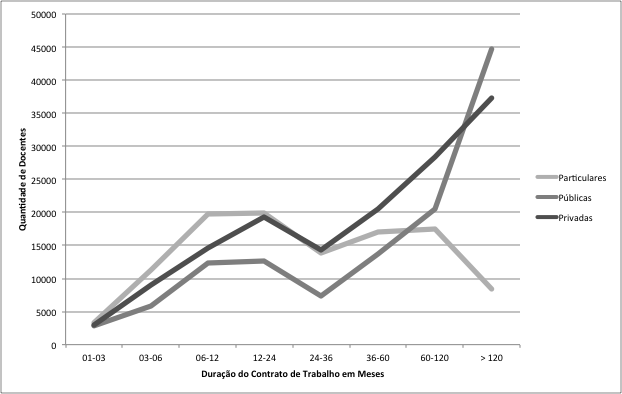 50000
45000
40000
35000
30000
25000
20000
15000
10000
5000
0
Quantidade de Docentes
01-03 03-06 06-12 12-24 24-36 36-60 60-120 > 120
Duração do Contrato de Trabalho em Meses
Particulares
Públicas
Privadas